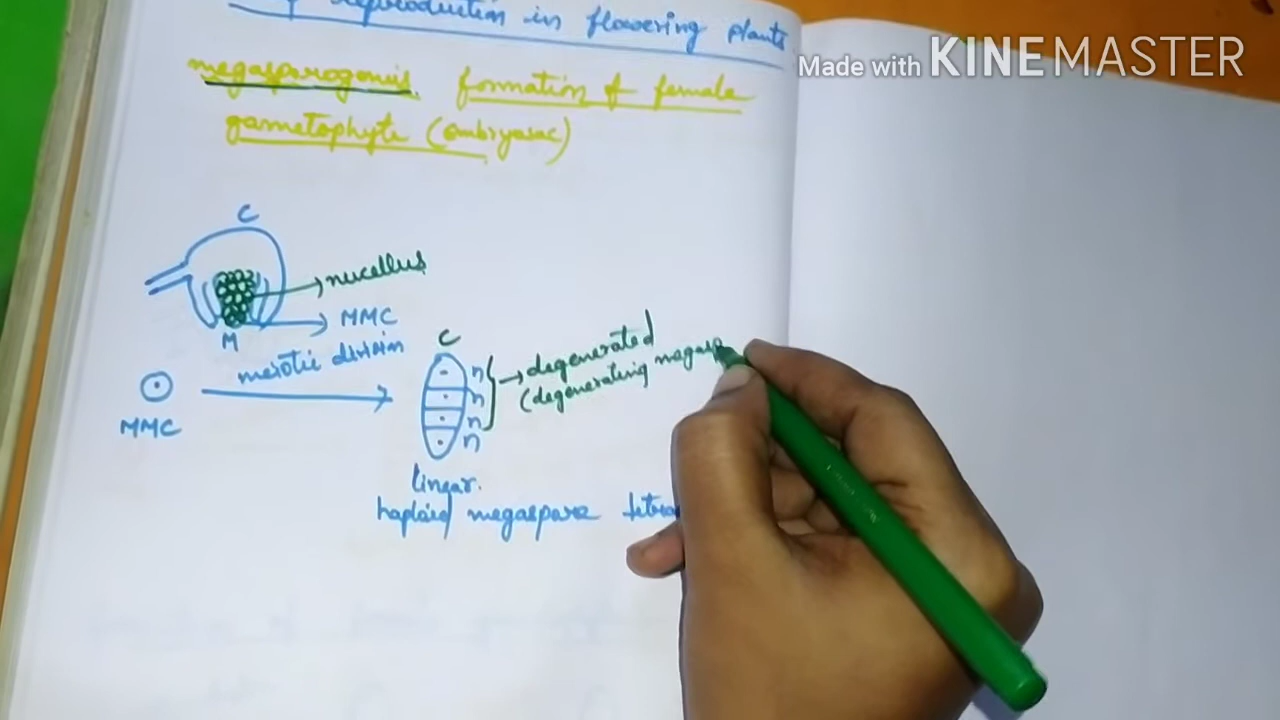 reproduction in flowering plants
Made with KINEMASTER
megasporogenesis formation of female
gametophyte (embryosac)
C
nucellus
MMC
M
meiotic division
MMC
C
n
n
n
n
degenerated
(degenerating megasp
linear.
haploid megaspore tetra